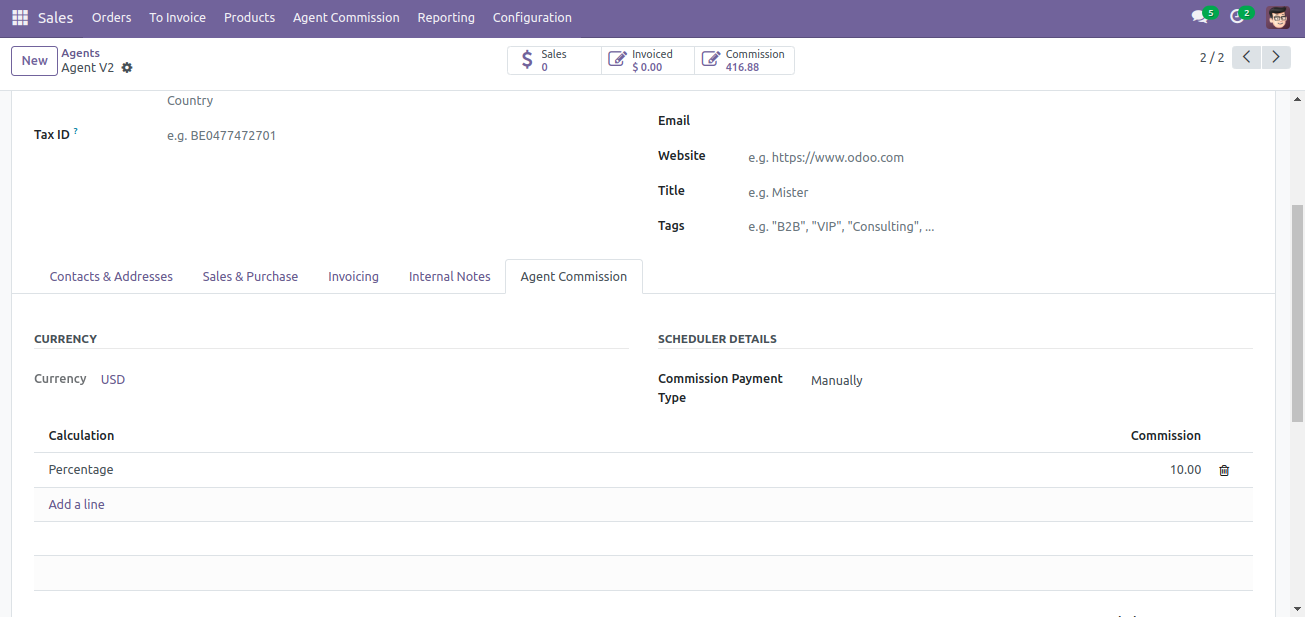 Sales Orders To Invoice Products Agent Commission Reporting Configuration 5 2
New Agents
Agent V2
Sales
0
Invoiced
$ 0.00
Commission
416.88
2 / 2
Country
Tax ID ? e.g. BE0477472701
Email
Website e.g. https://www.odoo.com
Title e.g. Mister
Tags e.g. "B2B", "VIP", "Consulting", ...
Contacts & Addresses Sales & Purchase Invoicing Internal Notes Agent Commission
CURRENCY
Currency USD
SCHEDULER DETAILS
Commission Payment
Type
Manually
Calculation Commission
Percentage 10.00
Add a line